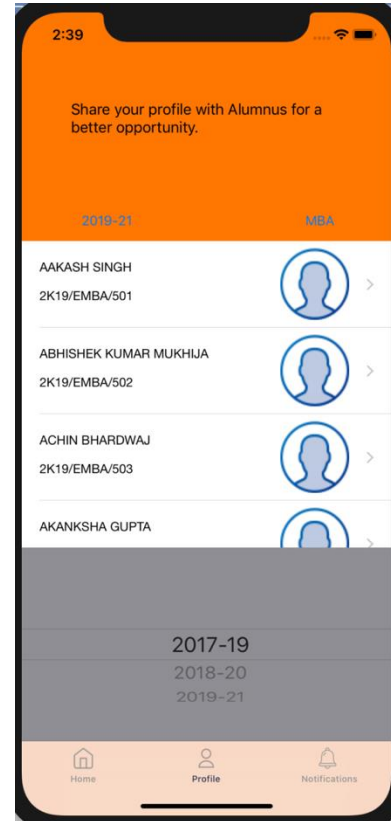 2:39
Share your profile with Alumnus for a
better opportunity.
2019-21 MBA
AAKASH SINGH
2K19/EMBA/501
ABHISHEK KUMAR MUKHIJA
2K19/EMBA/502
ACHIN BHARDWAJ
2K19/EMBA/503
AKANKSHA GUPTA
2017-19
2018-20
2019-21
Home Profile Notifications